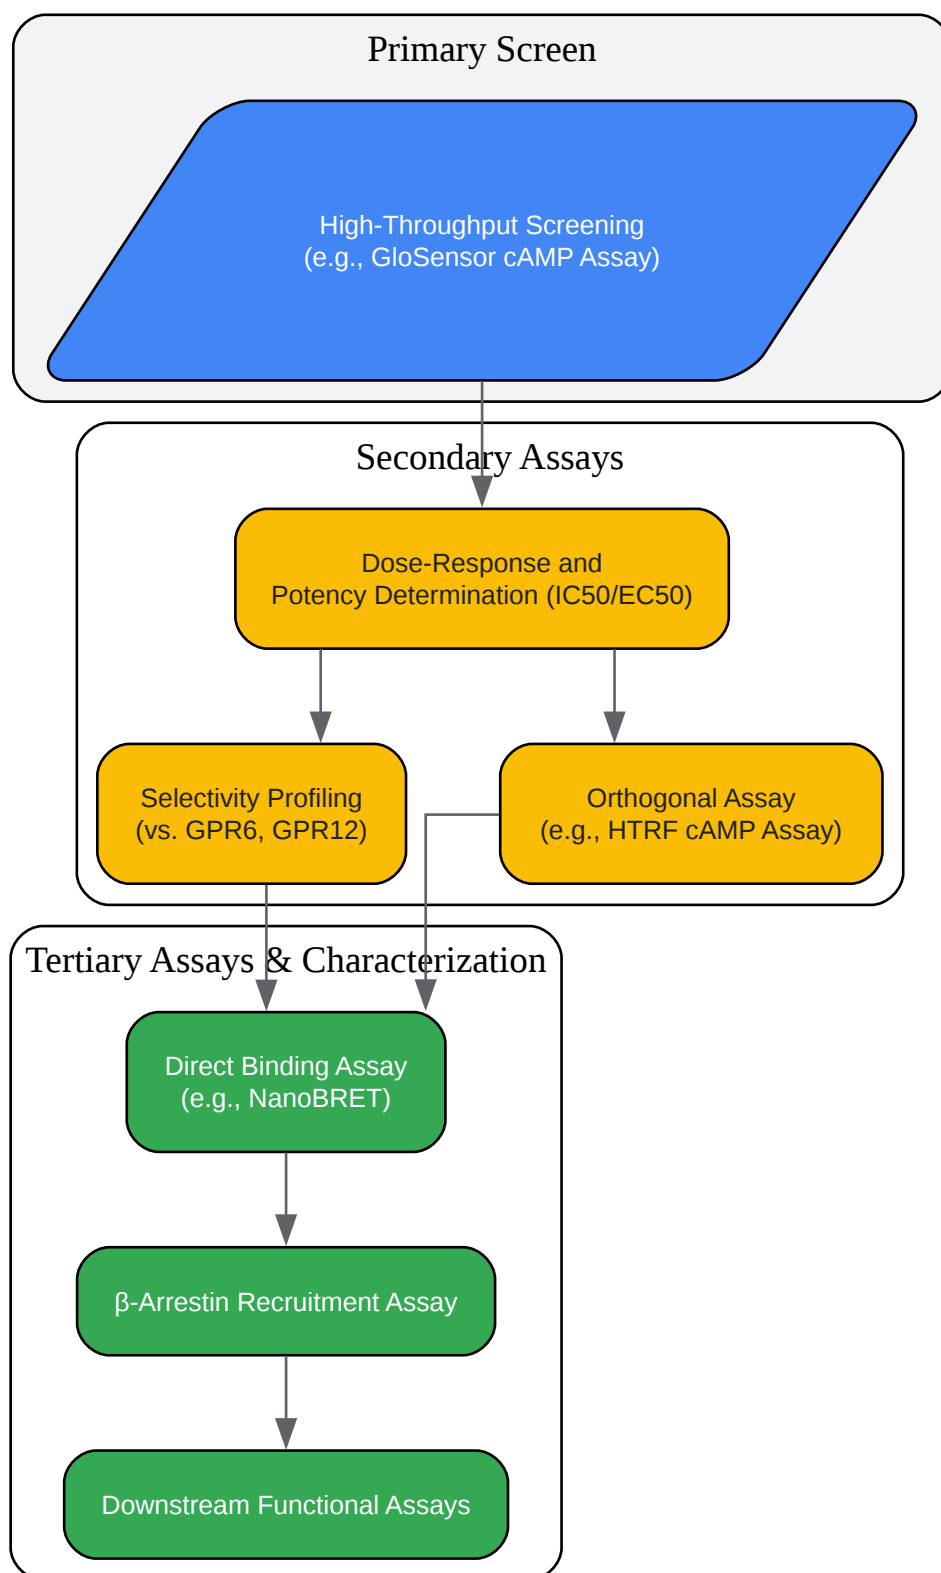 Primary Screen
High-Throughput Screening
(e.g., GloSensor cAMP Assay)
Secondary Assays
Dose-Response and
Potency Determination (IC50/EC50)
Selectivity Profiling
(vs. GPR6, GPR12)
Orthogonal Assay
(e.g., HTRF cAMP Assay)
Tertiary Assays & Characterization
Direct Binding Assay
(e.g., NanoBRET)
β-Arrestin Recruitment Assay
Downstream Functional Assays